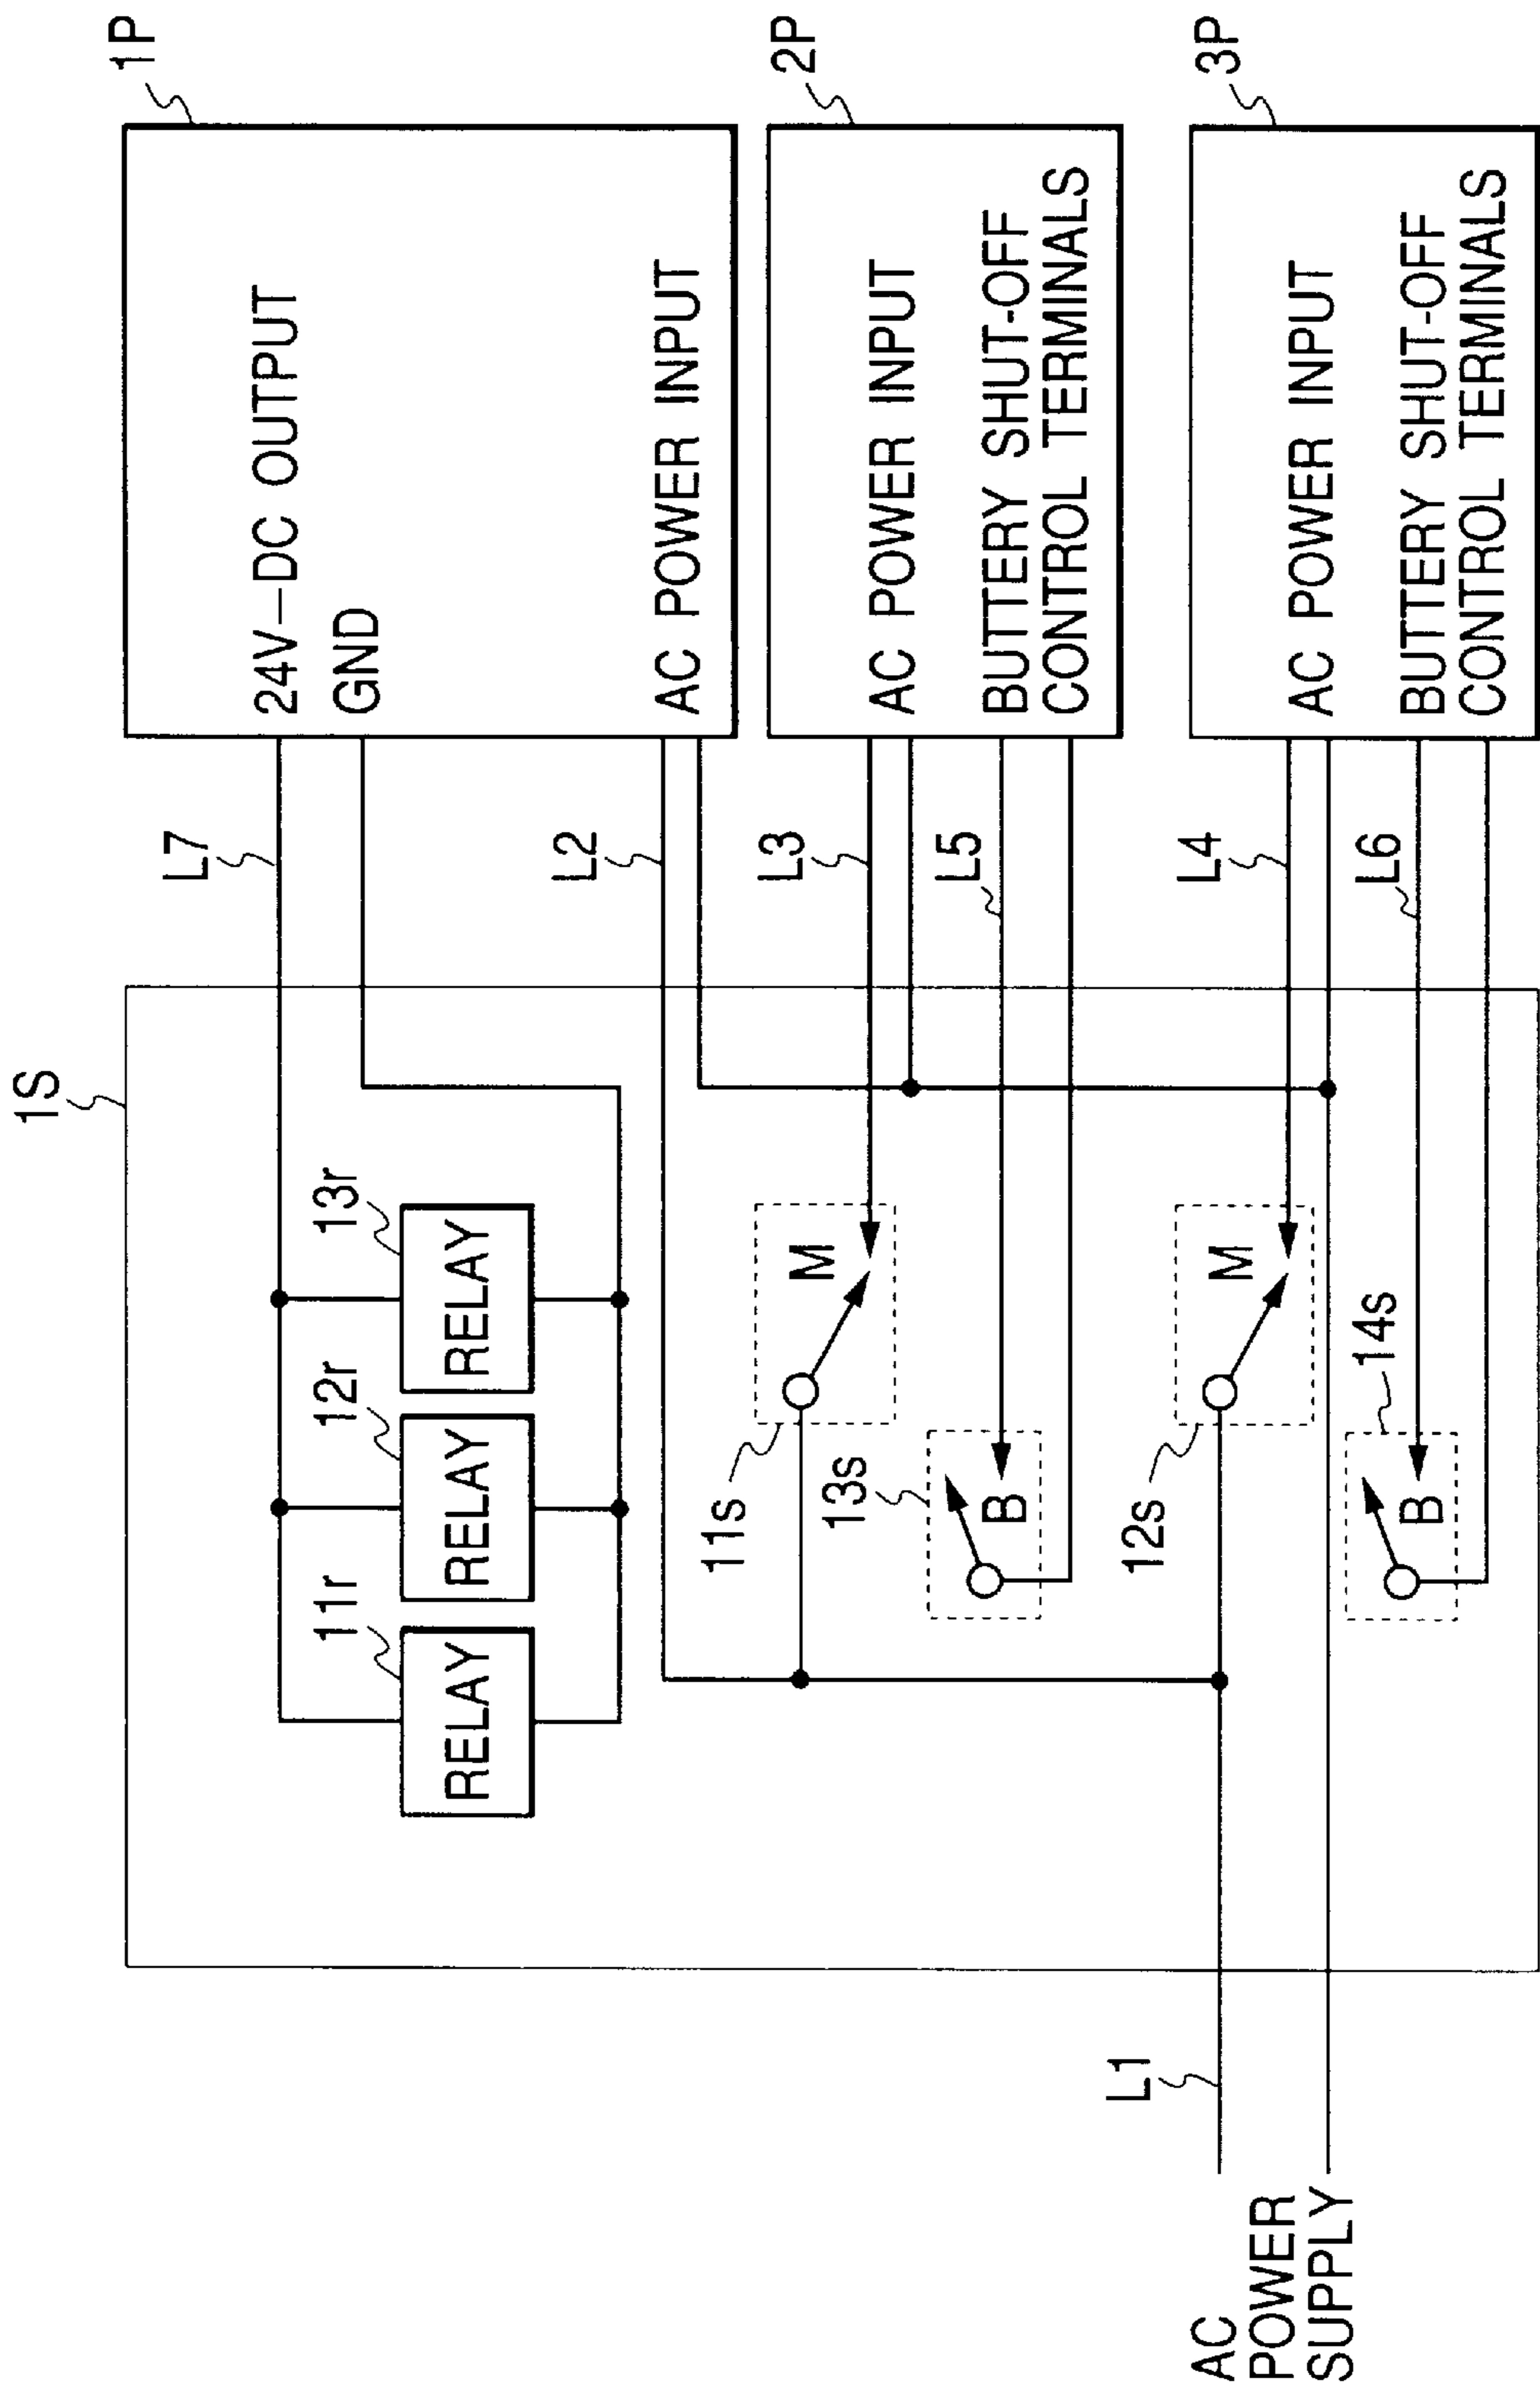 1S
1P
24V-DC OUTPUT
GND
AC POWER INPUT
L7
L2
13r
RELAY
12r
RELAY
11r
RELAY
2P
AC POWER INPUT
BUTTERY SHUT-OFF
CONTROL TERMINALS
L3
L5
M
11s
13s
B
3P
AC POWER INPUT
BUTTERY SHUT-OFF
CONTROL TERMINALS
L4
L6
M
12s
14s
B
L1
AC
POWER
SUPPLY